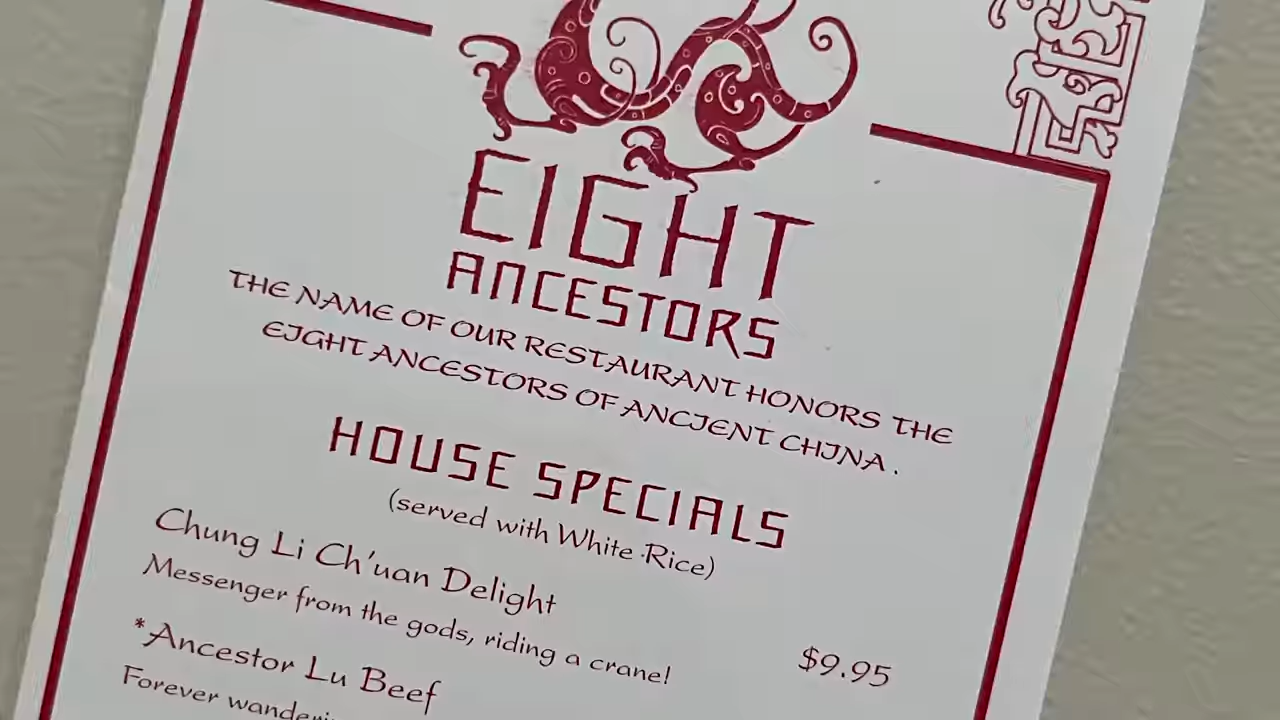 EIGHT
ANCESTORS
THE NAME OF OUR RESTAURANT HONORS THE
EIGHT ANCESTORS OF ANCIENT CHINA.
HOUSE SPECIALS
(served with White Rice)
Chung Li Ch'uan Delight
Messenger from the gods, riding a crane! $9.95
*Ancestor Lu Beef
Forever